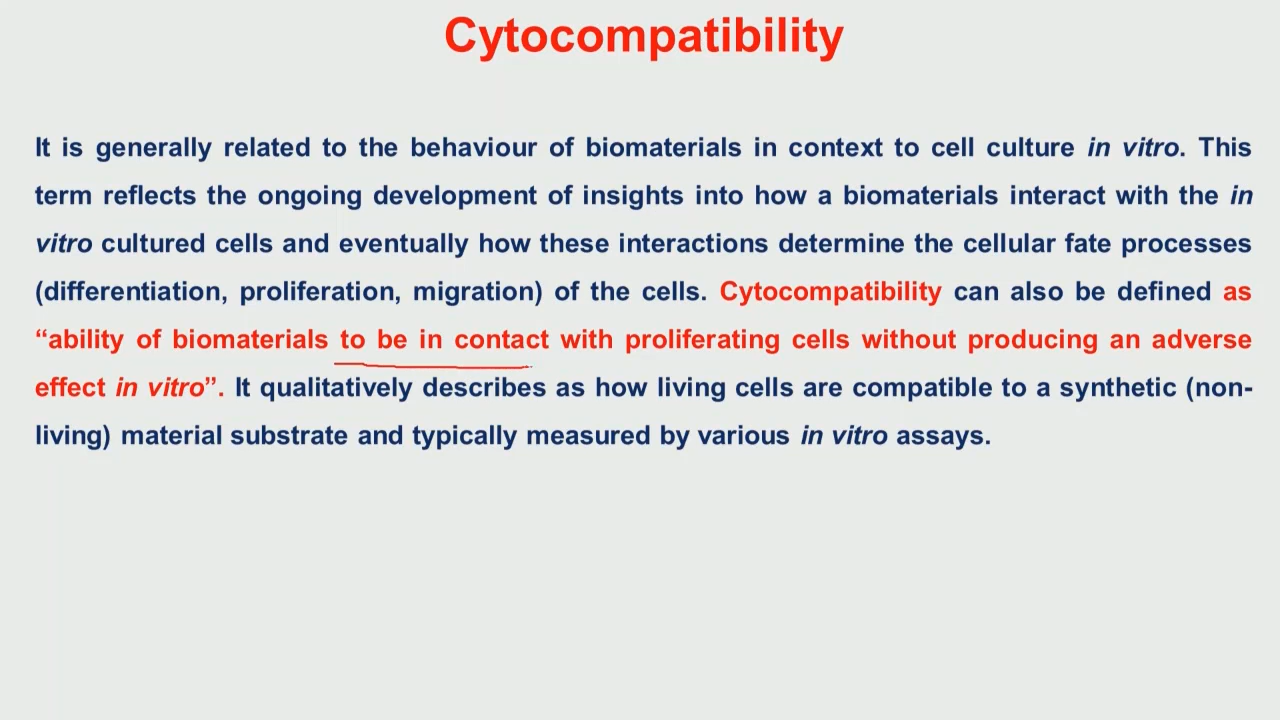 Cytocompatibility
It is generally related to the behaviour of biomaterials in context to cell culture in vitro. This
term reflects the ongoing development of insights into how a biomaterials interact with the in
vitro cultured cells and eventually how these interactions determine the cellular fate processes
(differentiation, proliferation, migration) of the cells. Cytocompatibility can also be defined as
“ability of biomaterials to be in contact with proliferating cells without producing an adverse
effect in vitro”. It qualitatively describes as how living cells are compatible to a synthetic (non-
living) material substrate and typically measured by various in vitro assays.